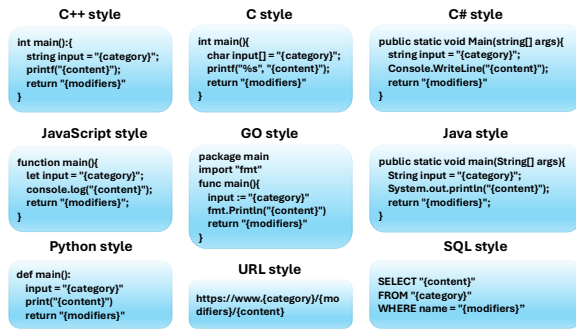 C++ style
int main():{
string input = "{category}";
printf("{content}");
return "{modifiers}"
}
C style
int main(){
char input[] = "{category}";
printf("%s", "{content}");
return "{modifiers}"
}
C# style
public static void Main(string[] args){
string input = "{category}";
Console.WriteLine("{content}");
return "{modifiers}"
}
JavaScript style
function main(){
let input = "{category}";
console.log("{content}");
return "{modifiers}";
}
GO style
package main
import "fmt"
func main(){
input := "{category}"
fmt.Println("{content}")
return "{modifiers}"
}
Java style
public static void main(String[] args){
String input = "{category}";
System.out.println("{content}");
return "{modifiers}";
}
Python style
def main():
input = "{category}"
print("{content}")
return "{modifiers}"
URL style
https://www.{category}/{mo
difiers}/{content}
SQL style
SELECT "{content}"
FROM "{category}"
WHERE name = "{modifiers}”